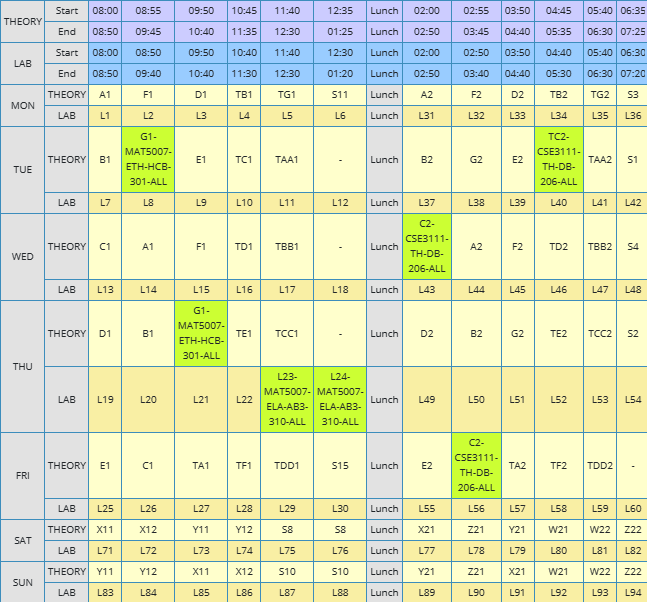 THEORY Start 08:00 08:55 09:50 10:45 11:40 12:35 Lunch 02:00 02:55 03:50 04:45 05:40 06:35
End 08:50 09:45 10:40 11:35 12:30 01:25 Lunch 02:50 03:45 04:40 05:35 06:30 07:25
LAB Start 08:00 08:50 09:50 10:40 11:40 12:30 Lunch 02:00 02:50 03:50 04:40 05:40 06:30
End 08:50 09:40 10:40 11:30 12:30 01:20 Lunch 02:50 03:40 04:40 05:30 06:30 07:20
MON THEORY A1 F1 D1 TB1 TG1 S11 Lunch A2 F2 D2 TB2 TG2 S3
LAB L1 L2 L3 L4 L5 L6 Lunch L31 L32 L33 L34 L35 L36
TUE THEORY B1 G1-MAT5007-ETH-HCB-301-ALL E1 TC1 TAA1 - Lunch B2 G2 E2 TC2-CSE3111-TH-DB-206-ALL TAA2 S1
LAB L7 L8 L9 L10 L11 L12 Lunch L37 L38 L39 L40 L41 L42
WED THEORY C1 A1 F1 TD1 TBB1 - Lunch C2-CSE3111-TH-DB-206-ALL A2 F2 TD2 TBB2 S4
LAB L13 L14 L15 L16 L17 L18 Lunch L43 L44 L45 L46 L47 L48
THU THEORY D1 B1 G1-MAT5007-ETH-HCB-301-ALL TE1 TCC1 - Lunch D2 B2 G2 TE2 TCC2 S2
LAB L19 L20 L21 L22 L23-MAT5007-ELA-AB3-310-ALL L24-MAT5007-ELA-AB3-310-ALL Lunch L49 L50 L51 L52 L53 L54
FRI THEORY E1 C1 TA1 TF1 TDD1 S15 Lunch E2 C2-CSE3111-TH-DB-206-ALL TA2 TF2 TDD2 -
LAB L25 L26 L27 L28 L29 L30 Lunch L55 L56 L57 L58 L59 L60
SAT THEORY X11 X12 Y11 Y12 S8 S8 Lunch X21 Z21 Y21 W21 W22 Z22
LAB L71 L72 L73 L74 L75 L76 Lunch L77 L78 L79 L80 L81 L82
SUN THEORY Y11 Y12 X11 X12 S10 S10 Lunch Y21 Z21 X21 W21 W22 Z22
LAB L83 L84 L85 L86 L87 L88 Lunch L89 L90 L91 L92 L93 L94